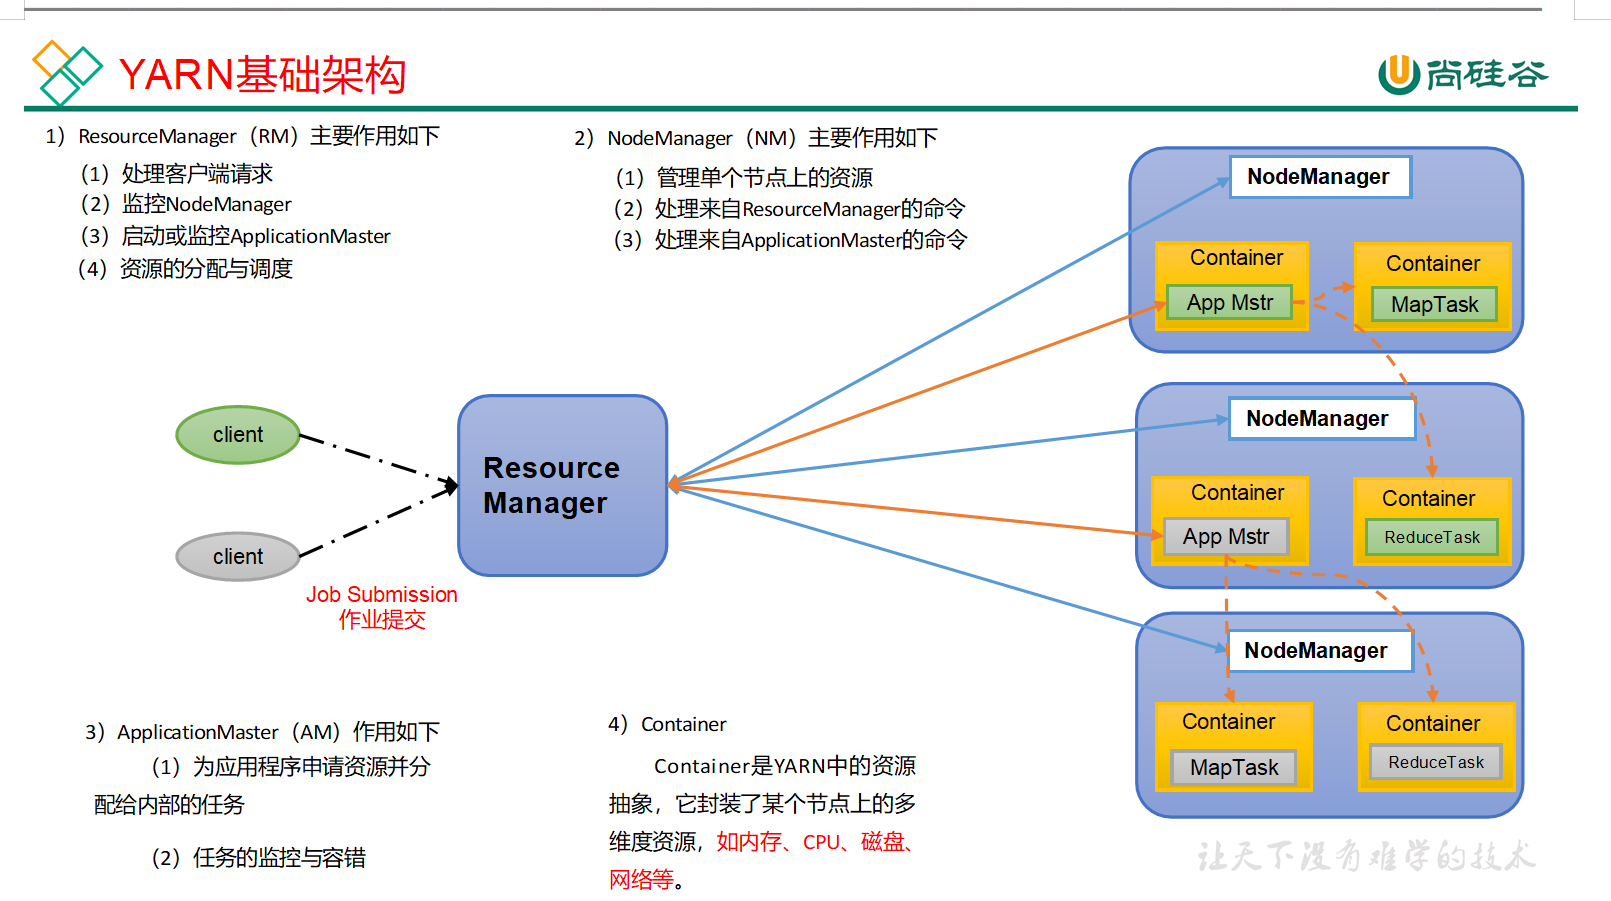 YARN基础架构
尚硅谷
1）ResourceManager（RM）主要作用如下
（1）处理客户端请求
（2）监控NodeManager
（3）启动或监控ApplicationMaster
（4）资源的分配与调度
2）NodeManager（NM）主要作用如下
（1）管理单个节点上的资源
（2）处理来自ResourceManager的命令
（3）处理来自ApplicationMaster的命令
client
client
Job Submission
作业提交
Resource
Manager
NodeManager
Container
App Mstr
Container
MapTask
NodeManager
Container
App Mstr
Container
ReduceTask
NodeManager
Container
MapTask
Container
ReduceTask
3）ApplicationMaster（AM）作用如下
（1）为应用程序申请资源并分
配给内部的任务
（2）任务的监控与容错
4）Container
Container是YARN中的资源
抽象，它封装了某个节点上的多
维度资源，如内存、CPU、磁盘、
网络等。
让天下没有难学的技术